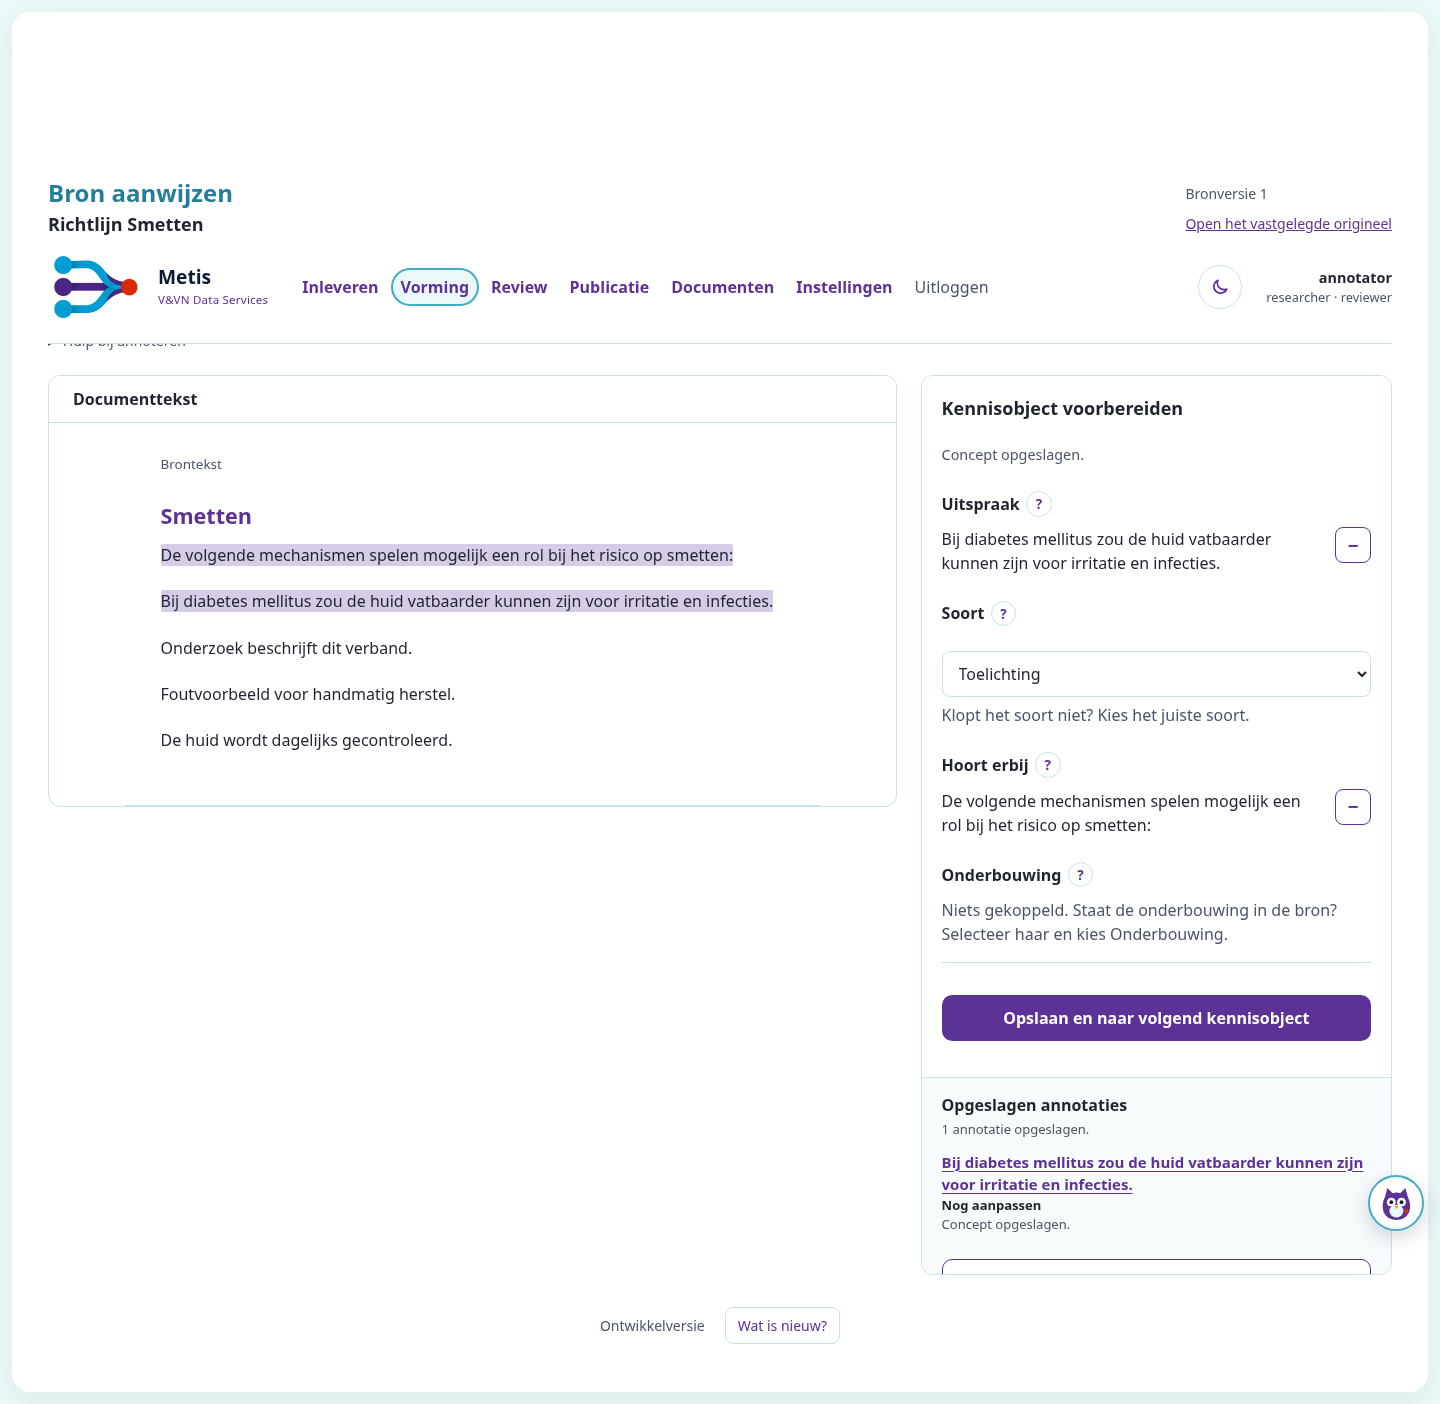 Bron aanwijzen
Richtlijn Smetten
Bronversie 1
Open het vastgelegde origineel
Metis
V&VN Data Services
Inleveren
Vorming
Review
Publicatie
Documenten
Instellingen
Uitloggen
annotator
researcher · reviewer
Hulp bij annoteren
Documenttekst
Brontekst
Smetten
De volgende mechanismen spelen mogelijk een rol bij het risico op smetten:
Bij diabetes mellitus zou de huid vatbaarder kunnen zijn voor irritatie en infecties.
Onderzoek beschrijft dit verband.
Foutvoorbeeld voor handmatig herstel.
De huid wordt dagelijks gecontroleerd.
Kennisobject voorbereiden
Concept opgeslagen.
Uitspraak ?
Bij diabetes mellitus zou de huid vatbaarder
kunnen zijn voor irritatie en infecties.
−
Soort ?
Toelichting
Klopt het soort niet? Kies het juiste soort.
Hoort erbij ?
De volgende mechanismen spelen mogelijk een
rol bij het risico op smetten:
−
Onderbouwing ?
Niets gekoppeld. Staat de onderbouwing in de bron?
Selecteer haar en kies Onderbouwing.
Opslaan en naar volgend kennisobject
Opgeslagen annotaties
1 annotatie opgeslagen.
Bij diabetes mellitus zou de huid vatbaarder kunnen zijn
voor irritatie en infecties.
Nog aanpassen
Concept opgeslagen.
Ontwikkelversie
Wat is nieuw?